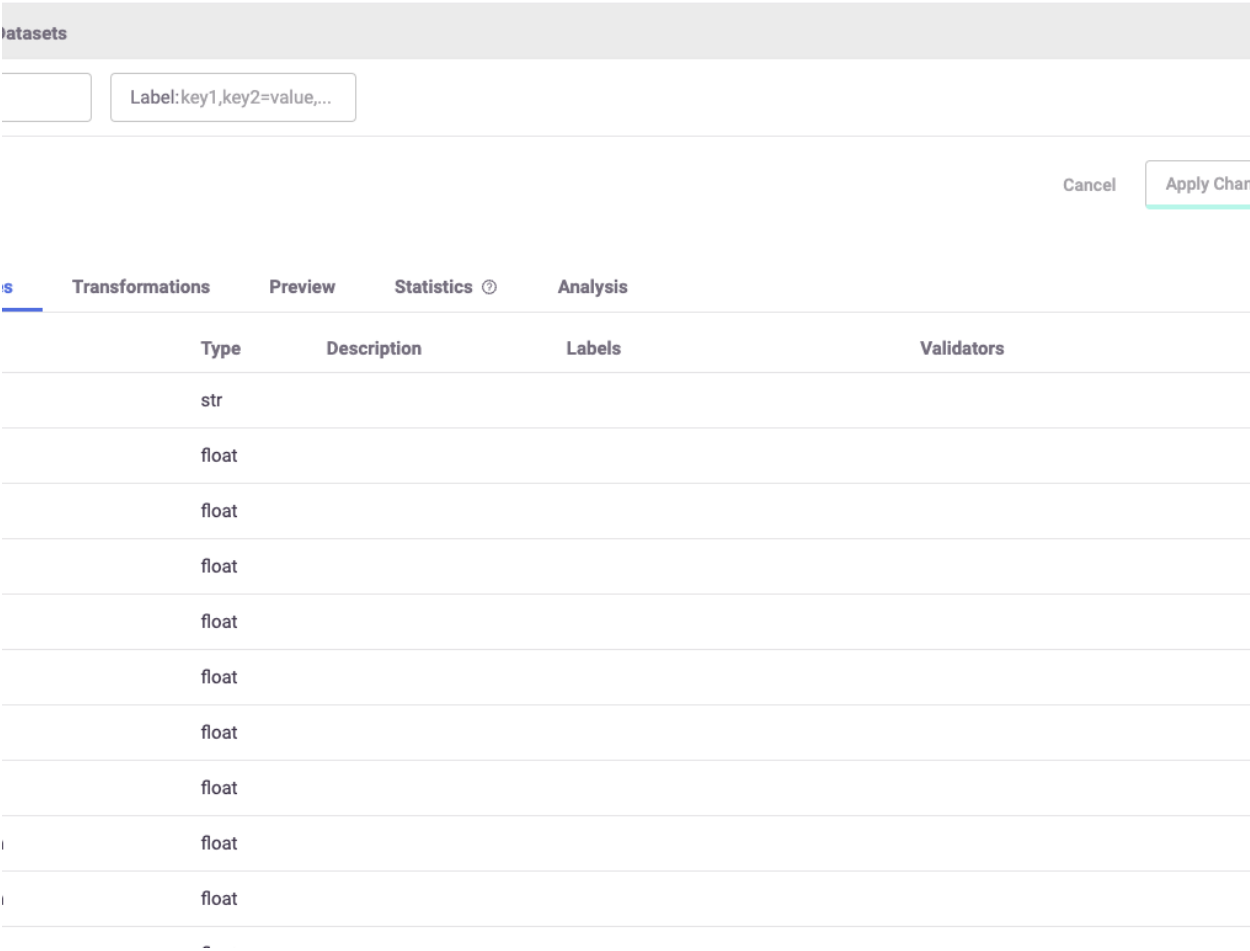 Datasets
Label:key1,key2=value,...
Cancel
Apply
Transformations Preview Statistics Analysis
Type Description Labels Validators
str
float
float
float
float
float
float
float
float
float